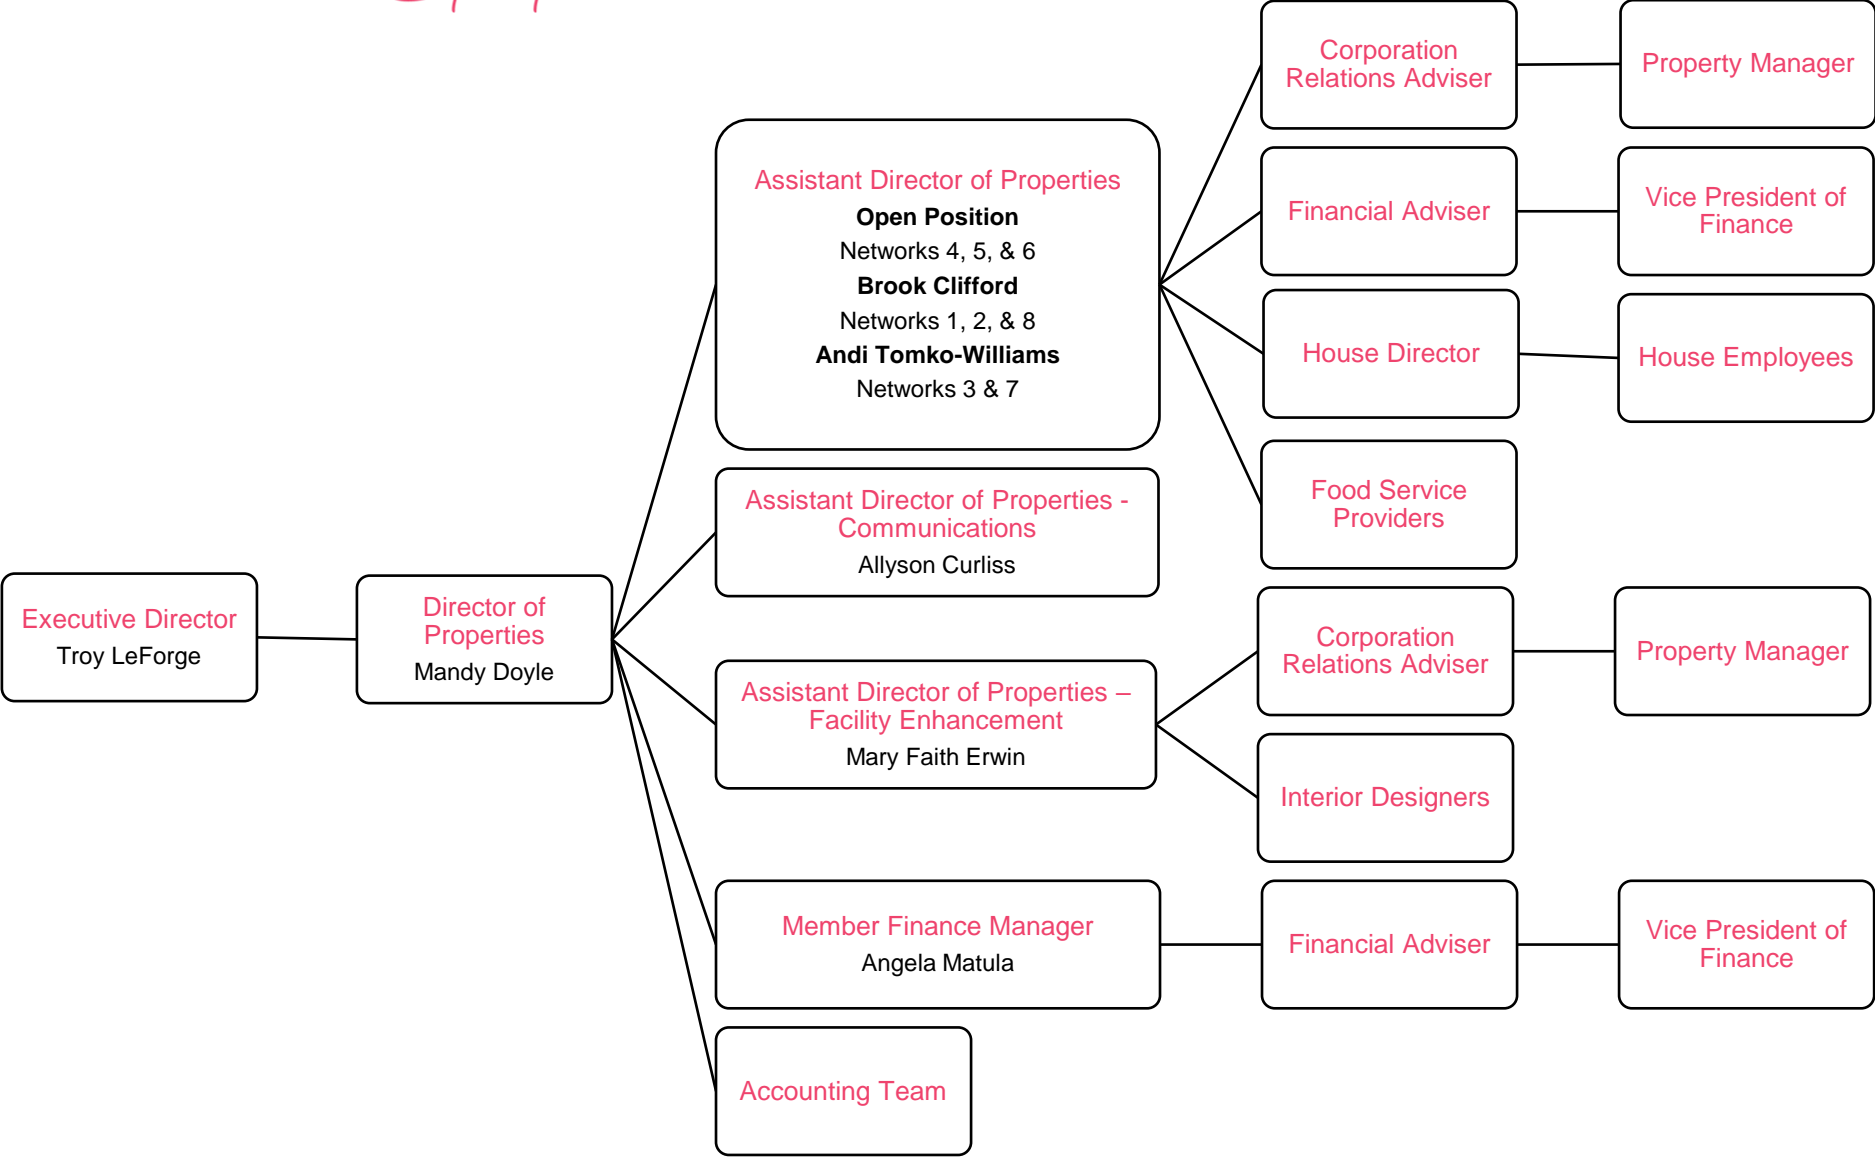 Executive Director
Troy LeForge
Director of
Properties
Mandy Doyle
Assistant Director of Properties
Open Position
Networks 4, 5, & 6
Brook Clifford
Networks 1, 2, & 8
Andi Tomko-Williams
Networks 3 & 7
Corporation
Relations Adviser
Property Manager
Financial Adviser
Vice President of
Finance
House Director
House Employees
Food Service
Providers
Assistant Director of Properties -
Communications
Allyson Curliss
Assistant Director of Properties –
Facility Enhancement
Mary Faith Erwin
Corporation
Relations Adviser
Property Manager
Interior Designers
Member Finance Manager
Angela Matula
Financial Adviser
Vice President of
Finance
Accounting Team